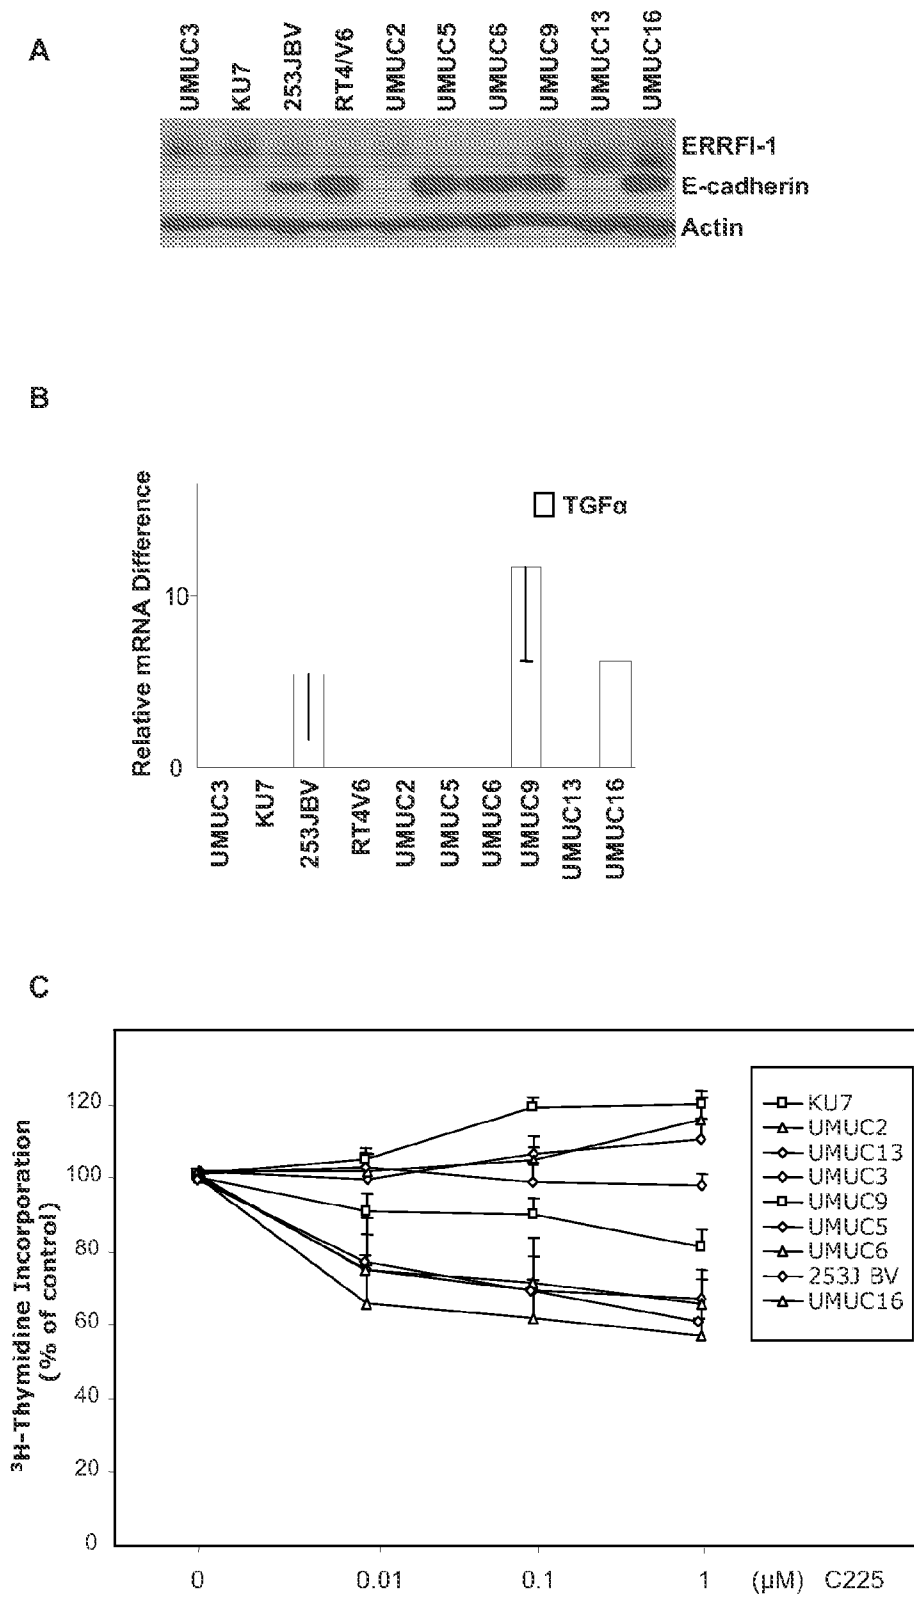 A
UMUC3
KU7
253JBV
RT4/V6
UMUC2
UMUC5
UMUC6
UMUC9
UMUC13
UMUC16
ERRFI-1
E-cadherin
Actin
B
Relative mRNA Difference
TGFα
10
0
UMUC3
KU7
253JBV
RT4V6
UMUC2
UMUC5
UMUC6
UMUC9
UMUC13
UMUC16
C
³H-Thymidine Incorporation
(% of control)
120
100
80
60
40
20
0
KU7
UMUC2
UMUC13
UMUC3
UMUC9
UMUC5
UMUC6
253J BV
UMUC16
0 0.01 0.1 1 (µM) C225